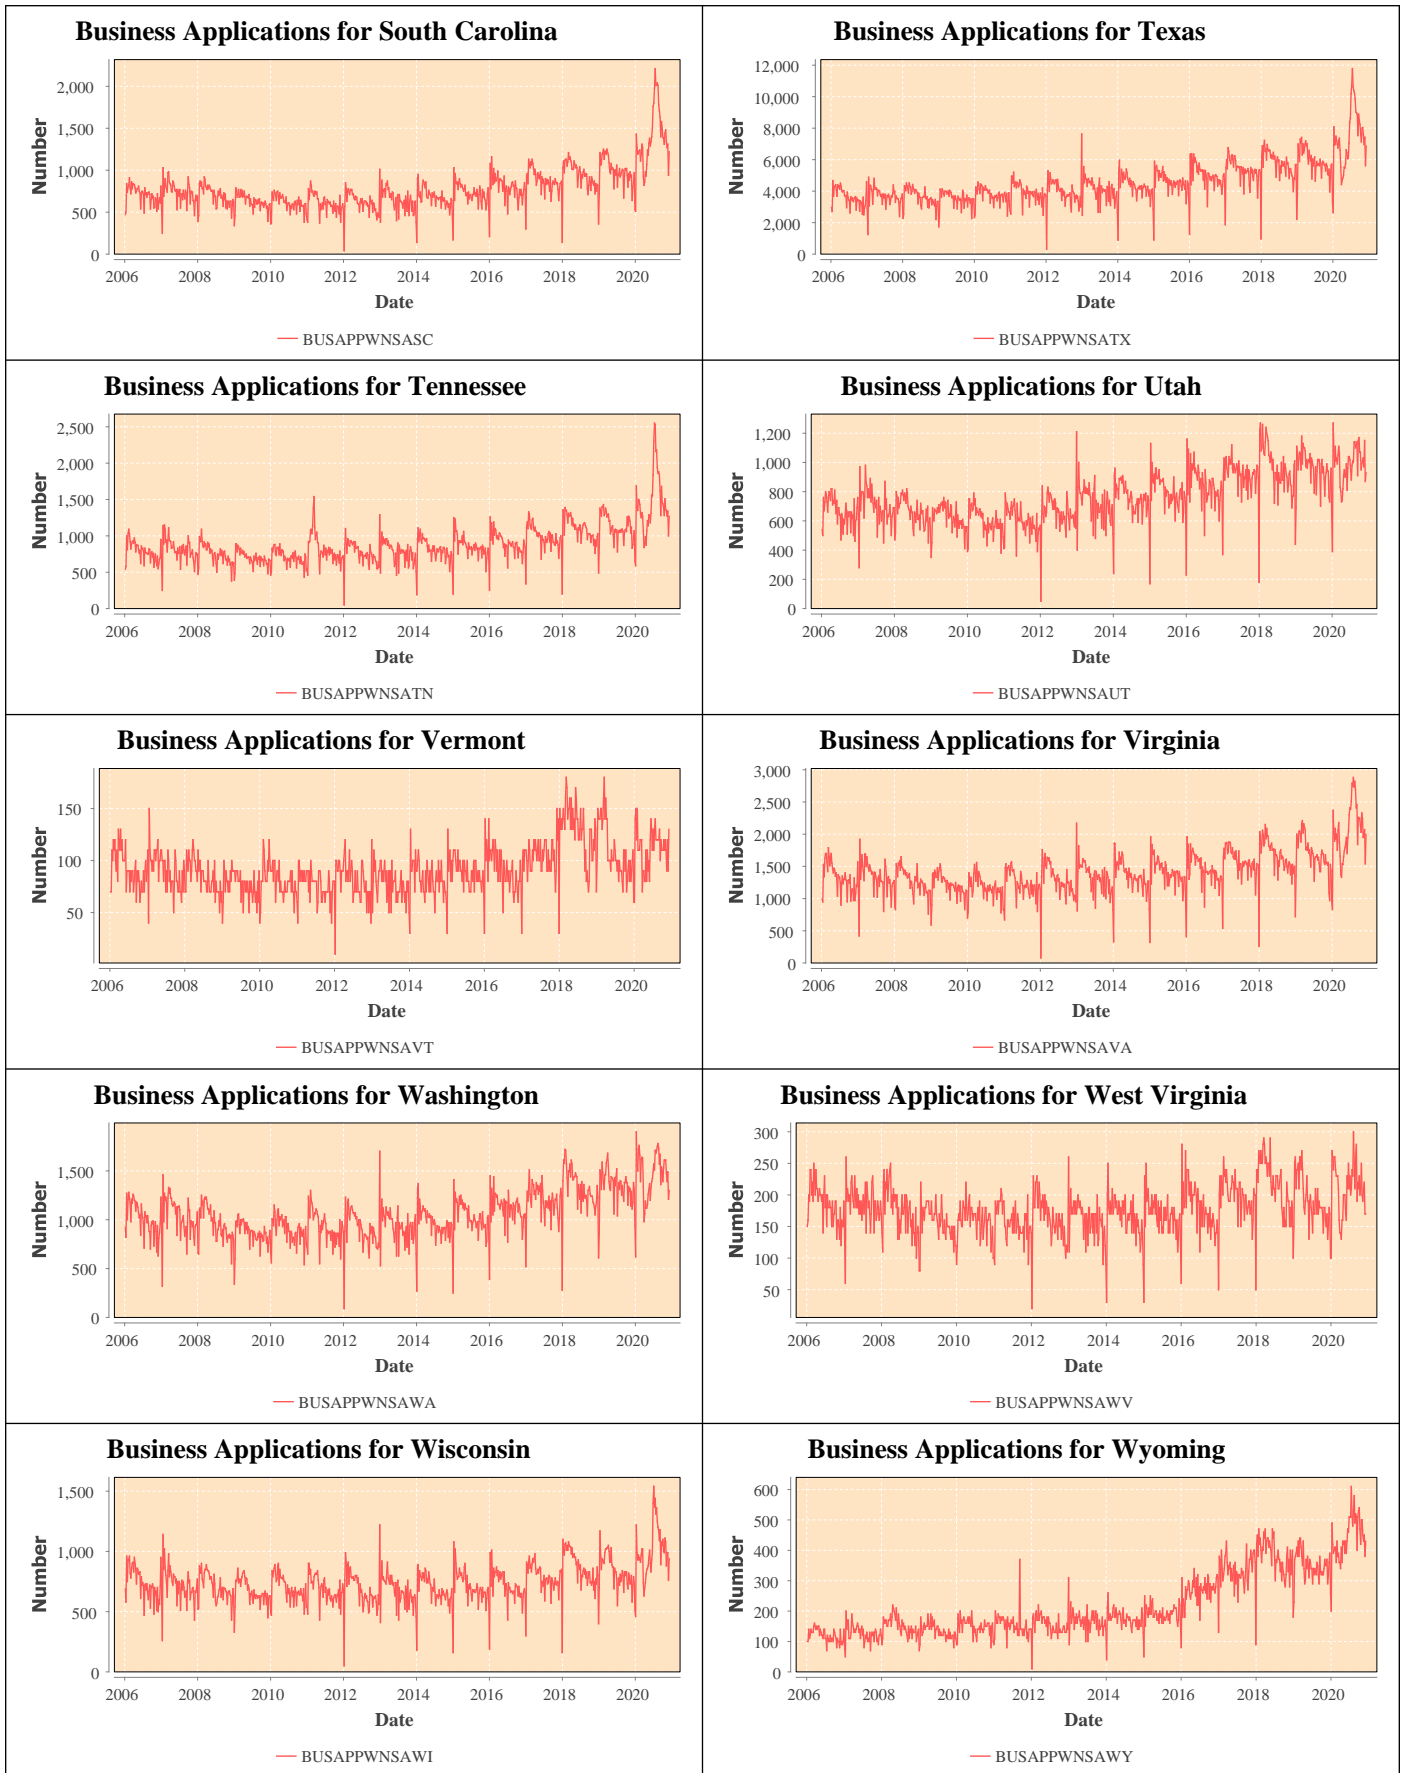 Business Applications for South Carolina
Number
2,000
1,500
1,000
500
0
2006 2008 2010 2012 2014 2016 2018 2020
Date
BUSAPPWNSASC
Business Applications for Texas
Number
12,000
10,000
8,000
6,000
4,000
2,000
0
2006 2008 2010 2012 2014 2016 2018 2020
Date
BUSAPPWNSATX
Business Applications for Tennessee
Number
2,500
2,000
1,500
1,000
500
0
2006 2008 2010 2012 2014 2016 2018 2020
Date
BUSAPPWNSATN
Business Applications for Utah
Number
1,200
1,000
800
600
400
200
0
2006 2008 2010 2012 2014 2016 2018 2020
Date
BUSAPPWNSAUT
Business Applications for Vermont
Number
150
100
50
2006 2008 2010 2012 2014 2016 2018 2020
Date
BUSAPPWNSAVT
Business Applications for Virginia
Number
3,000
2,500
2,000
1,500
1,000
500
0
2006 2008 2010 2012 2014 2016 2018 2020
Date
BUSAPPWNSAVA
Business Applications for Washington
Number
1,500
1,000
500
0
2006 2008 2010 2012 2014 2016 2018 2020
Date
BUSAPPWNSAWA
Business Applications for West Virginia
Number
300
250
200
150
100
50
2006 2008 2010 2012 2014 2016 2018 2020
Date
BUSAPPWNSAWV
Business Applications for Wisconsin
Number
1,500
1,000
500
0
2006 2008 2010 2012 2014 2016 2018 2020
Date
BUSAPPWNSAWI
Business Applications for Wyoming
Number
600
500
400
300
200
100
0
2006 2008 2010 2012 2014 2016 2018 2020
Date
BUSAPPWNSAWY